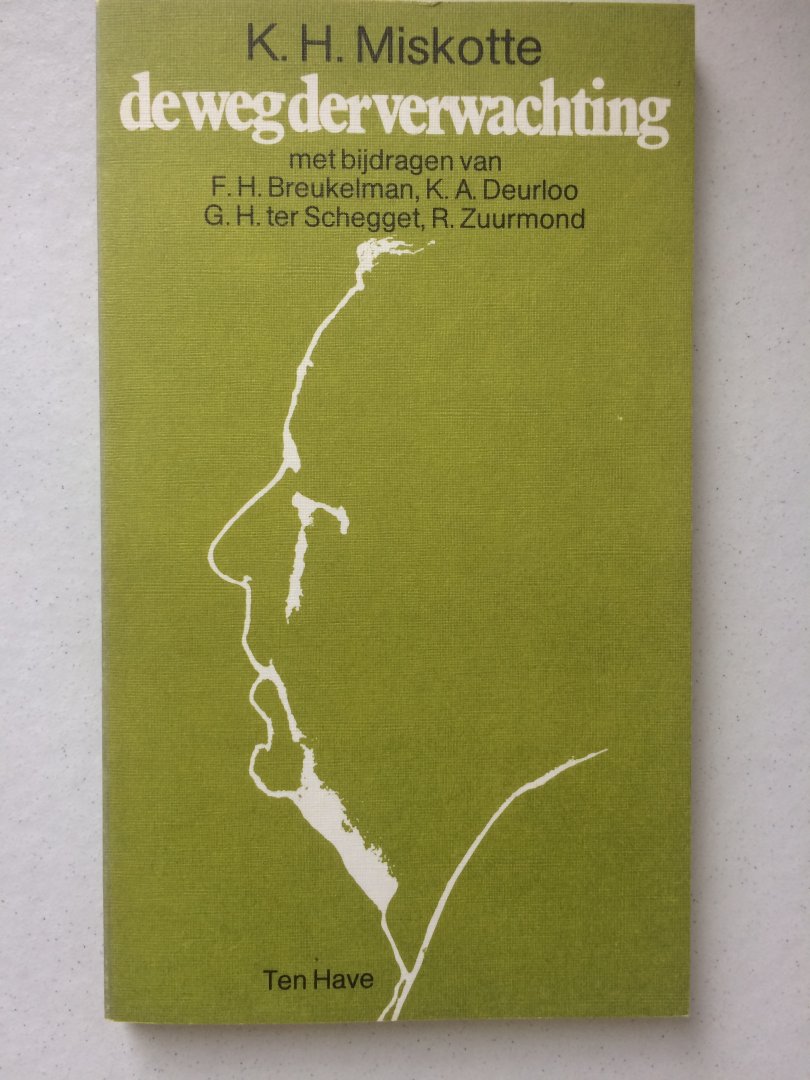 K. H. Miskotte
de weg der verwachting
met bijdragen van
F. H. Breukelman, K. A. Deurloo
G. H. ter Schegget, R. Zuurmond
Ten Have